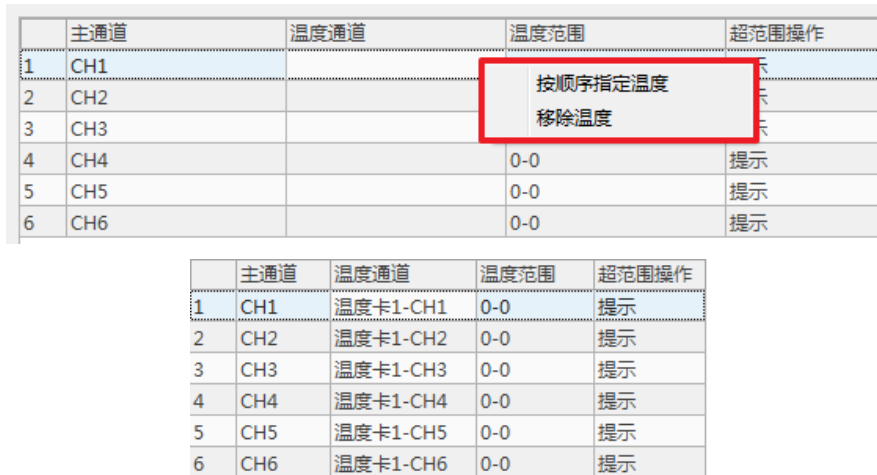 主通道 温度通道 温度范围 超范围操作
1 CH1 示
按顺序指定温度
2 CH2 示
移除温度
3 CH3 示
4 CH4 0-0 提示
5 CH5 0-0 提示
6 CH6 0-0 提示
主通道 温度通道 温度范围 超范围操作
1 CH1 温度卡1-CH1 0-0 提示
2 CH2 温度卡1-CH2 0-0 提示
3 CH3 温度卡1-CH3 0-0 提示
4 CH4 温度卡1-CH4 0-0 提示
5 CH5 温度卡1-CH5 0-0 提示
6 CH6 温度卡1-CH6 0-0 提示